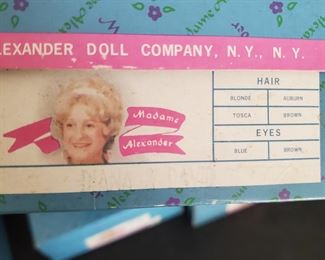 LEXANDER DOLL COMPANY, N. Y., N. Y.
Madame
Alexander
HAIR
BLONDE AUBURN
TOSCA BROWN
EYES
BLUE BROWN